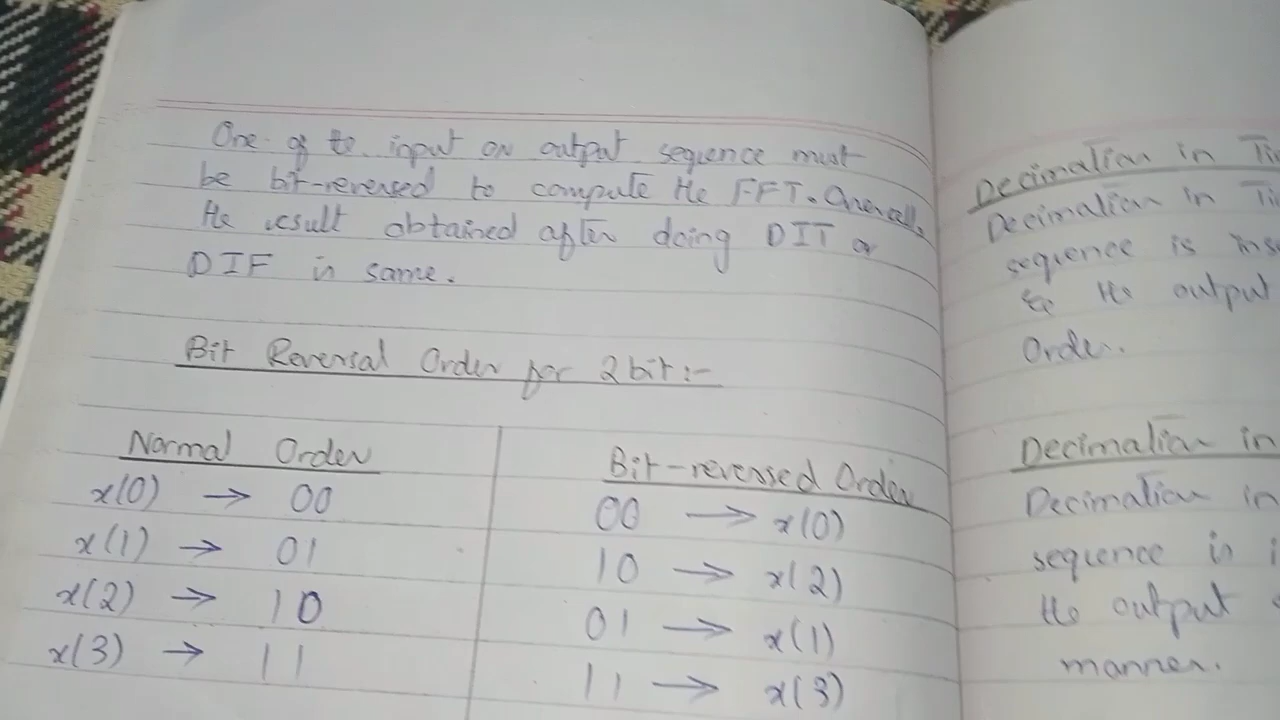 One of the input or output sequence must
be bit-reversed to compute the FFT. Overall,
the result obtained after doing DIT or
DIF is same.
Bit Reversal Order for 2 bit:-
Normal Order
x(0) → 00
x(1) → 01
x(2) → 10
x(3) → 11
Bit-reversed Order
00 → x(0)
10 → x(2)
01 → x(1)
11 → x(3)
Decimation in
Decimation in
sequence is
the output
Order.
Decimation in
Decimation in
sequence is
the output
manner.